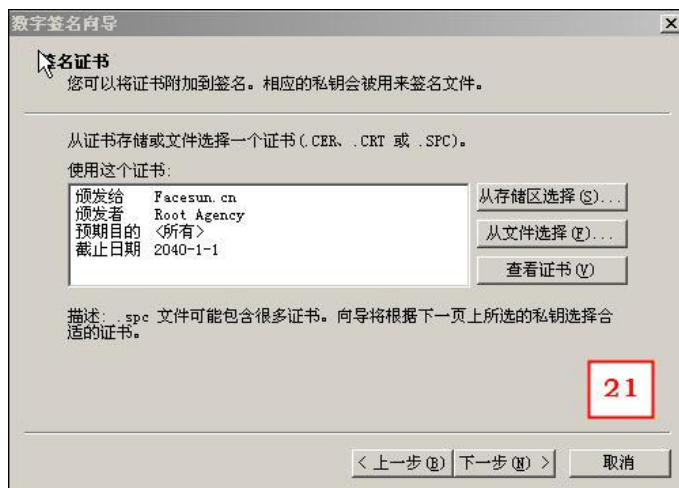 数字签名向导
签名证书
您可以将证书附加到签名。相应的私钥会被用来签名文件。
从证书存储或文件选择一个证书(.CER、.CRT 或 .SPC)。
使用这个证书:
颁发给 Facesun.cn
颁发者 Root Agency
预期目的 <所有>
截止日期 2040-1-1
从存储区选择(S)...
从文件选择(F)...
查看证书(V)
描述: .spc 文件可能包含很多证书。向导将根据下一页上所选的私钥选择合
适的证书。
21
< 上一步(B) 下一步(N) > 取消